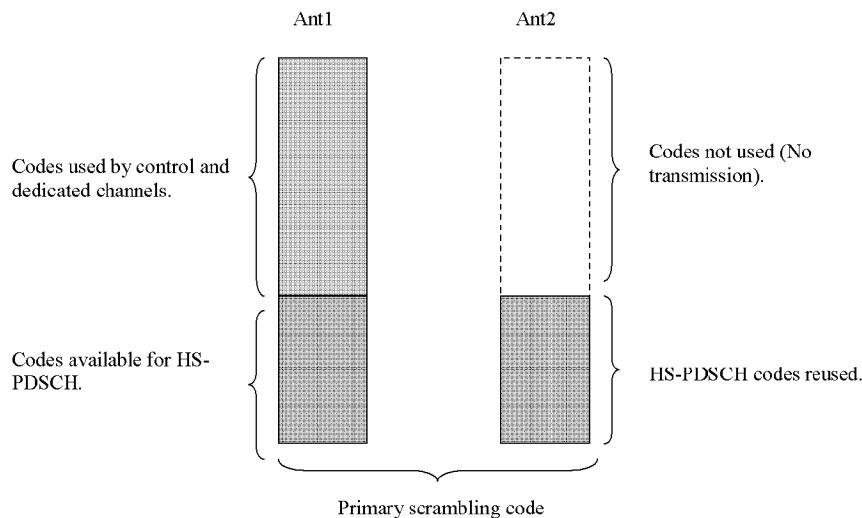 Ant1
Ant2
Codes used by control and
dedicated channels.
Codes not used (No
transmission).
Codes available for HS-
PDSCH.
HS-PDSCH codes reused.
Primary scrambling code